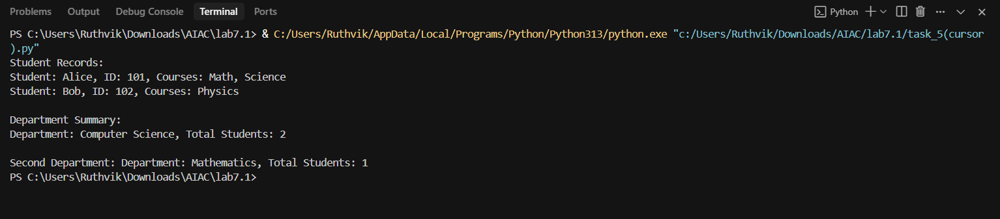 Problems Output Debug Console Terminal Ports Python
PS C:\Users\Ruthvik\Downloads\AIAC\lab7.1> & C:/Users/Ruthvik/AppData/Local/Programs/Python/Python313/python.exe "c:/Users/Ruthvik/Downloads/AIAC/lab7.1/task_5(cursor
).py"
Student Records:
Student: Alice, ID: 101, Courses: Math, Science
Student: Bob, ID: 102, Courses: Physics
Department Summary:
Department: Computer Science, Total Students: 2
Second Department: Department: Mathematics, Total Students: 1
PS C:\Users\Ruthvik\Downloads\AIAC\lab7.1>